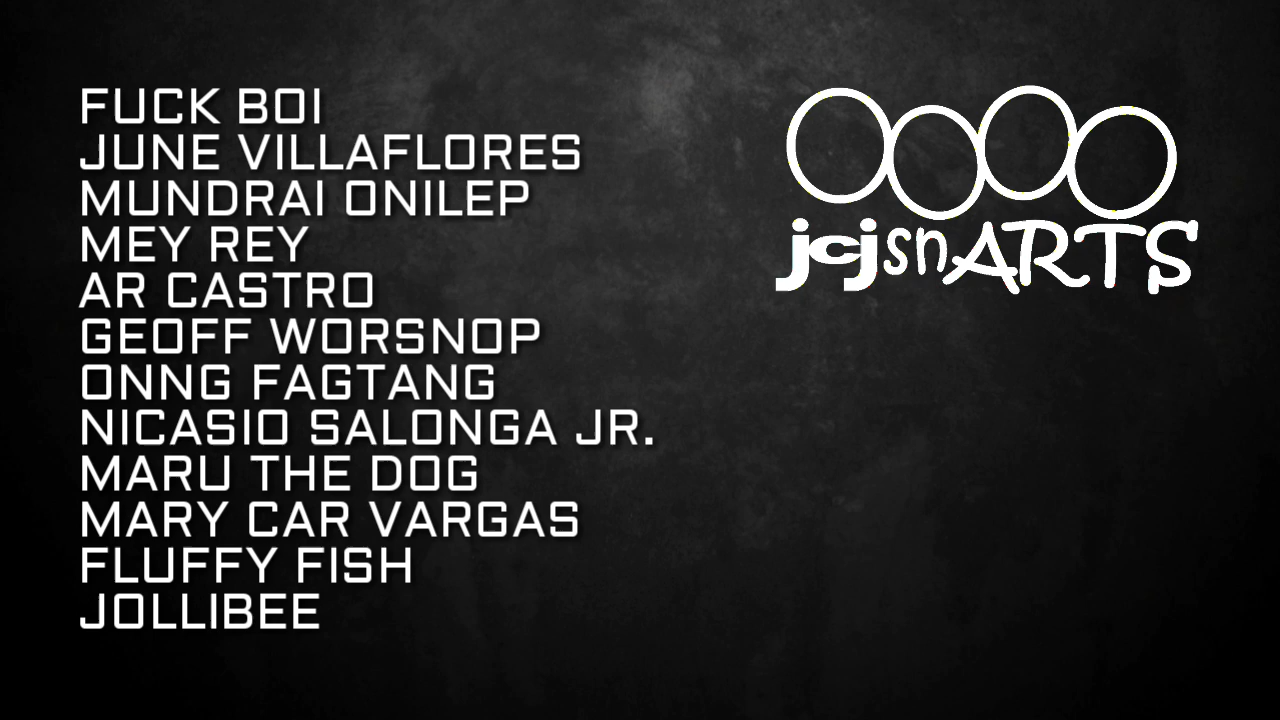 FUCK BOI
JUNE VILLAFLORES
MUNDRAI ONILEP
MEY REY
AR CASTRO
GEOFF WORSNOP
ONNG FAGTANG
NICASIO SALONGA JR.
MARU THE DOG
MARY CAR VARGAS
FLUFFY FISH
JOLLIBEE
jcjsnARTS